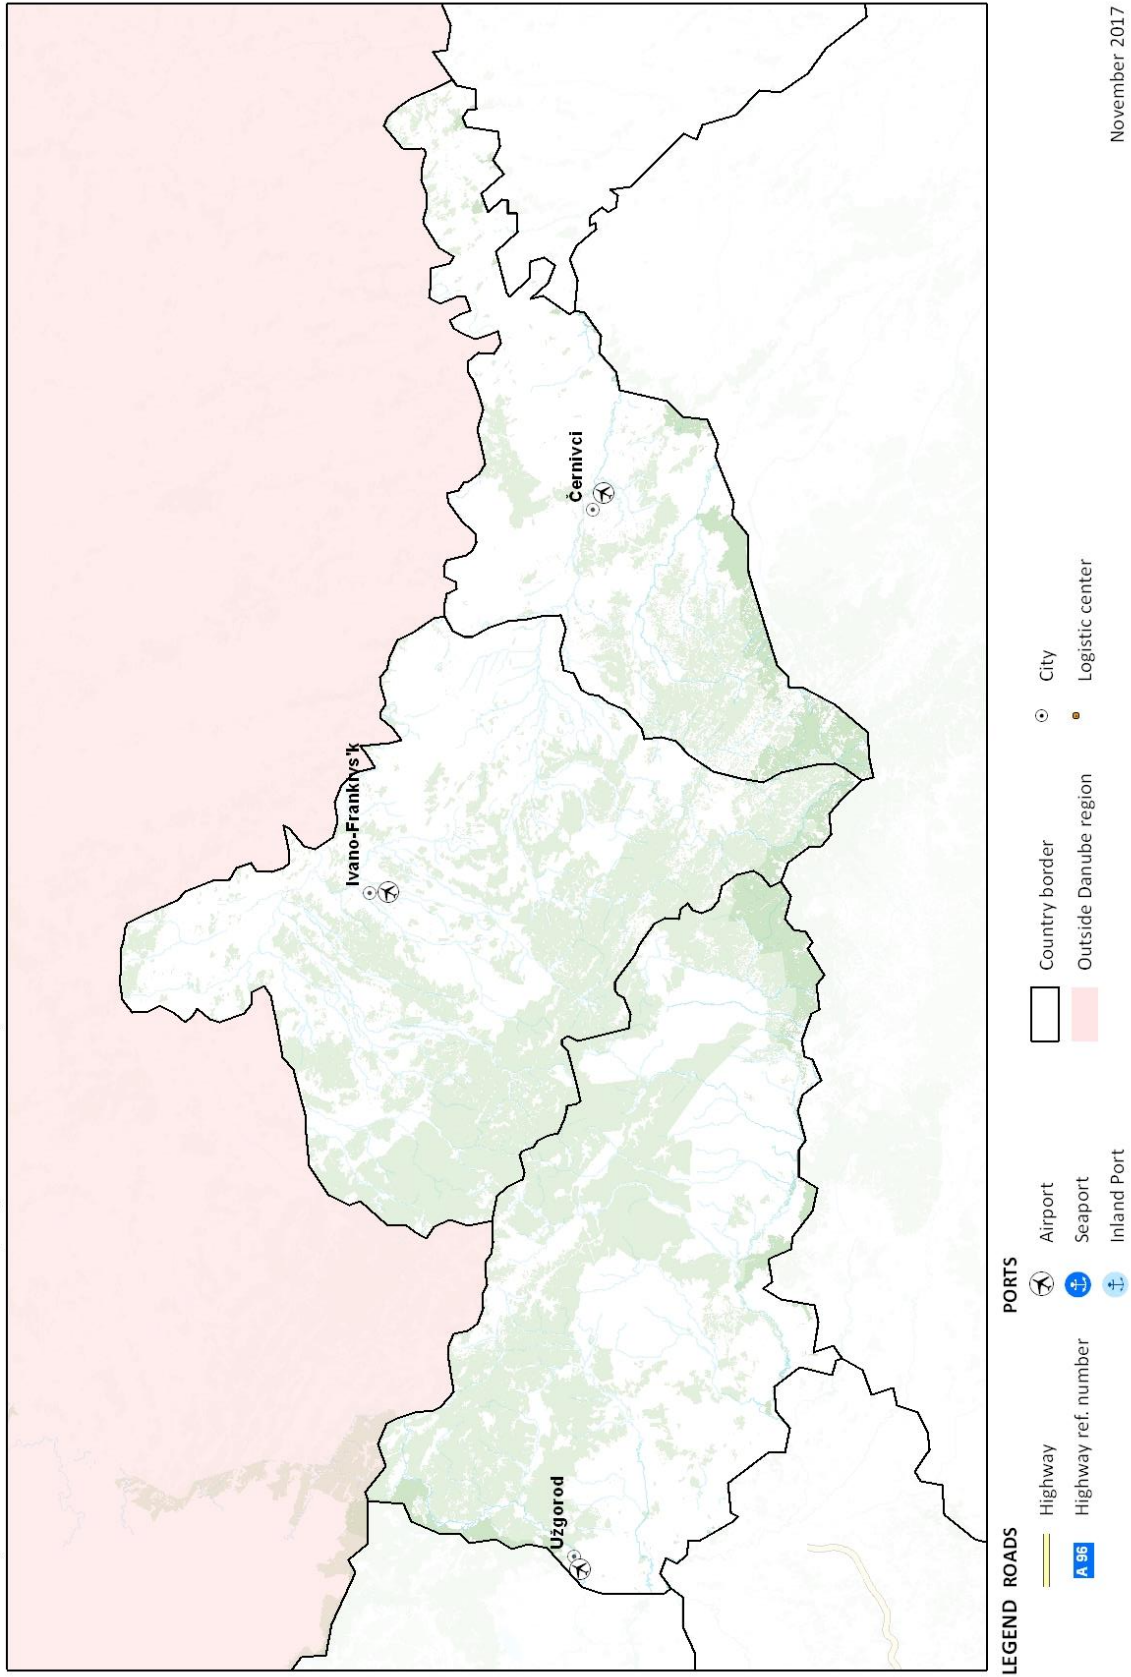 Ivano-Frankivs'k
Černivci
Užgorod
LEGEND
ROADS
Highway
A 96
Highway ref. number
PORTS
Airport
Seaport
Inland Port
Country border
Outside Danube region
City
Logistic center
November 2017